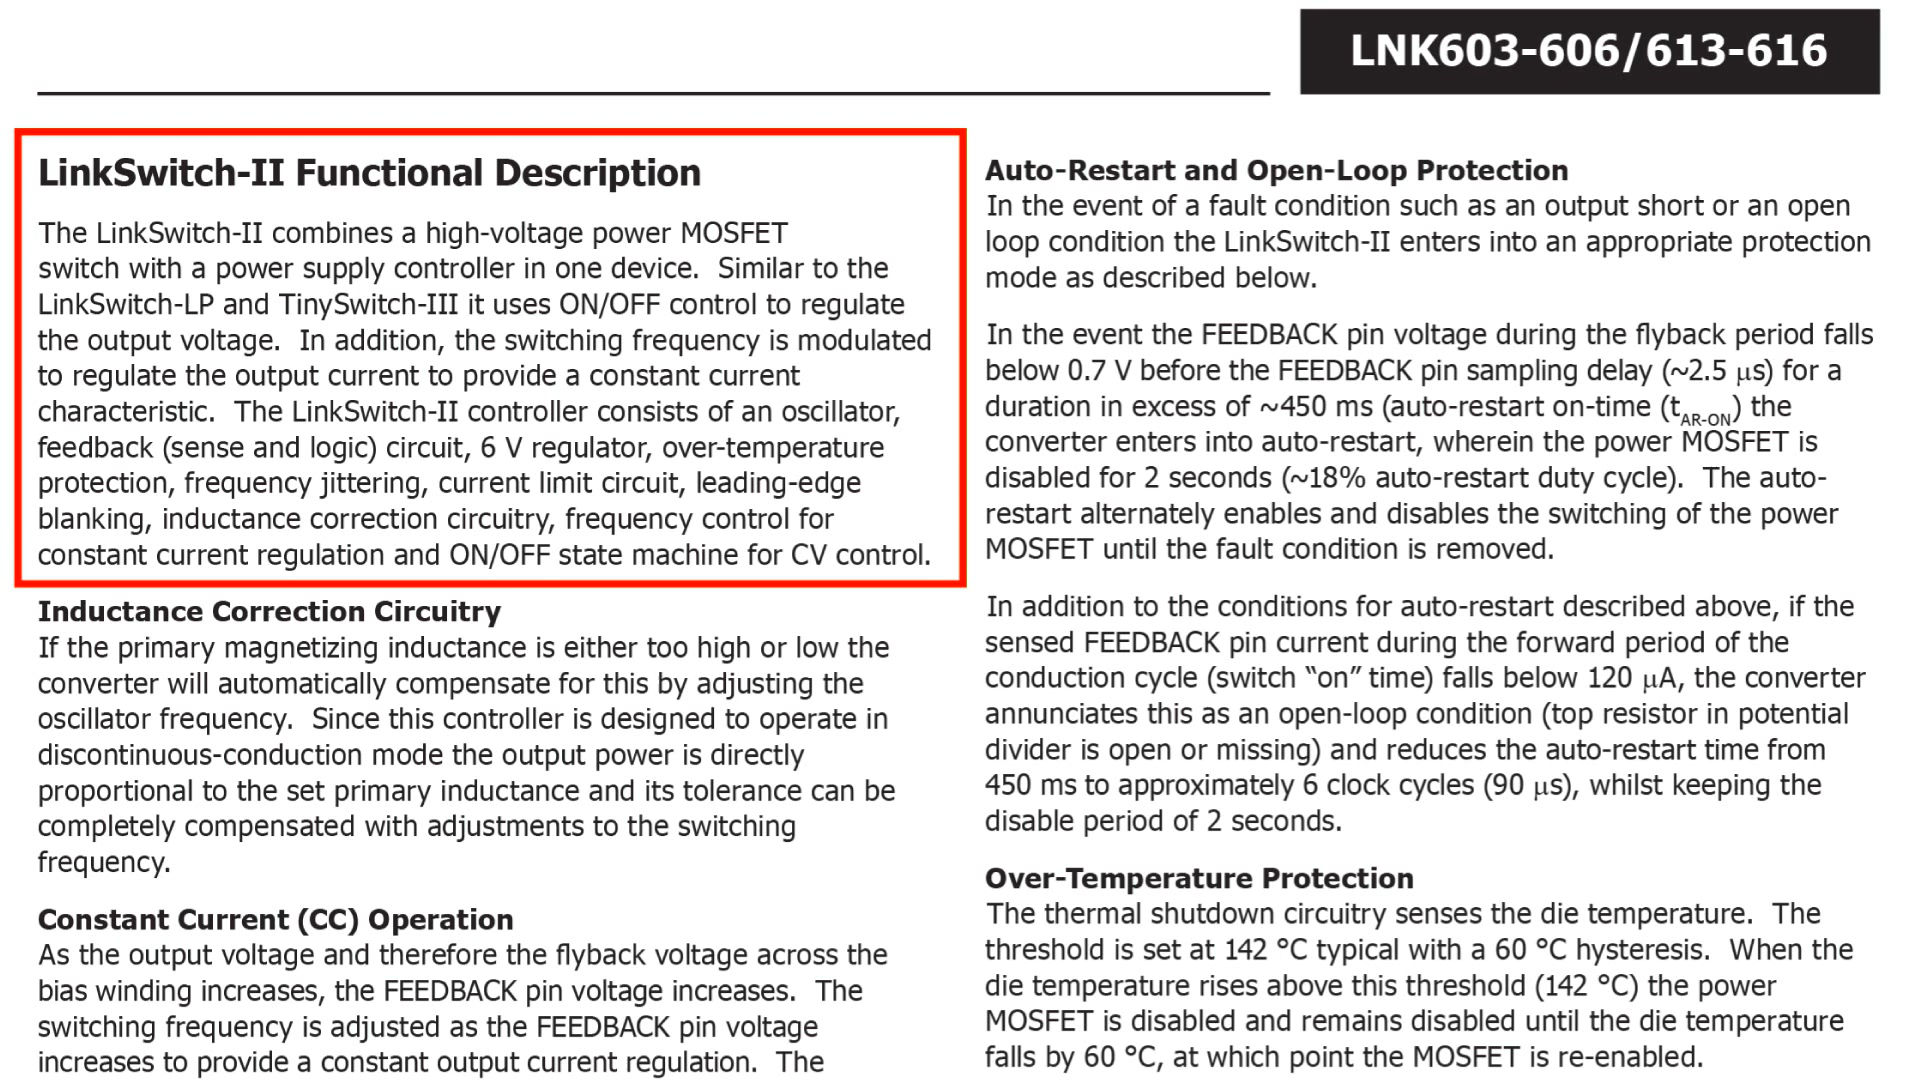 LNK603-606/613-616
LinkSwitch-II Functional Description
The LinkSwitch-II combines a high-voltage power MOSFET
switch with a power supply controller in one device.  Similar to the
LinkSwitch-LP and TinySwitch-III it uses ON/OFF control to regulate
the output voltage.  In addition, the switching frequency is modulated
to regulate the output current to provide a constant current
characteristic.  The LinkSwitch-II controller consists of an oscillator,
feedback (sense and logic) circuit, 6 V regulator, over-temperature
protection, frequency jittering, current limit circuit, leading-edge
blanking, inductance correction circuitry, frequency control for
constant current regulation and ON/OFF state machine for CV control.
Inductance Correction Circuitry
If the primary magnetizing inductance is either too high or low the
converter will automatically compensate for this by adjusting the
oscillator frequency.  Since this controller is designed to operate in
discontinuous-conduction mode the output power is directly
proportional to the set primary inductance and its tolerance can be
completely compensated with adjustments to the switching
frequency.
Constant Current (CC) Operation
As the output voltage and therefore the flyback voltage across the
bias winding increases, the FEEDBACK pin voltage increases.  The
switching frequency is adjusted as the FEEDBACK pin voltage
increases to provide a constant output current regulation.  The
Auto-Restart and Open-Loop Protection
In the event of a fault condition such as an output short or an open
loop condition the LinkSwitch-II enters into an appropriate protection
mode as described below.
In the event the FEEDBACK pin voltage during the flyback period falls
below 0.7 V before the FEEDBACK pin sampling delay (~2.5 μs) for a
duration in excess of ~450 ms (auto-restart on-time (tAR-ON) the
converter enters into auto-restart, wherein the power MOSFET is
disabled for 2 seconds (~18% auto-restart duty cycle).  The auto-
restart alternately enables and disables the switching of the power
MOSFET until the fault condition is removed.
In addition to the conditions for auto-restart described above, if the
sensed FEEDBACK pin current during the forward period of the
conduction cycle (switch “on” time) falls below 120 μA, the converter
annunciates this as an open-loop condition (top resistor in potential
divider is open or missing) and reduces the auto-restart time from
450 ms to approximately 6 clock cycles (90 μs), whilst keeping the
disable period of 2 seconds.
Over-Temperature Protection
The thermal shutdown circuitry senses the die temperature.  The
threshold is set at 142 °C typical with a 60 °C hysteresis.  When the
die temperature rises above this threshold (142 °C) the power
MOSFET is disabled and remains disabled until the die temperature
falls by 60 °C, at which point the MOSFET is re-enabled.